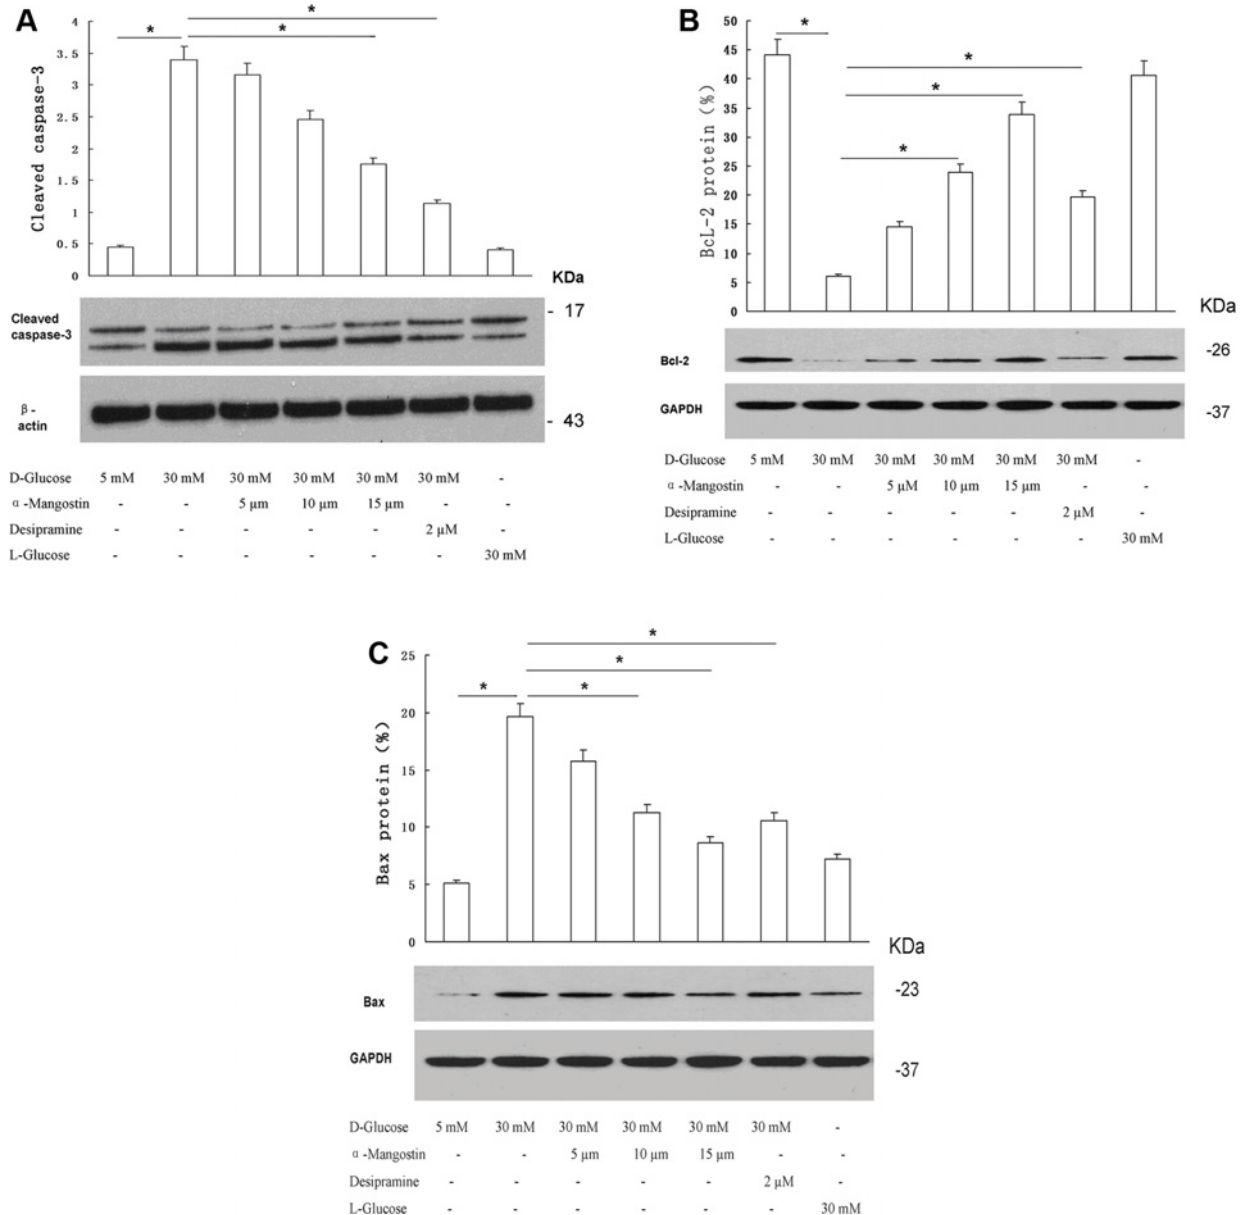 A
*
*
*
4
3.5
3
2.5
2
1.5
1
0.5
0
Cleaved caspase-3
KDa
Cleaved
caspase-3
- 17
β-
actin
- 43
D-Glucose 5 mM 30 mM 30 mM 30 mM 30 mM 30 mM -
α-Mangostin - - 5 μm 10 μm 15 μm - -
Desipramine - - - - - 2 μM -
L-Glucose - - - - - - 30 mM
B
*
*
*
*
50
45
40
35
30
25
20
15
10
5
0
BcL-2 protein (%)
KDa
Bcl-2
-26
GAPDH
-37
D-Glucose 5 mM 30 mM 30 mM 30 mM 30 mM 30 mM -
α-Mangostin - - 5 μM 10 μm 15 μm - -
Desipramine - - - - - 2 μM -
L-Glucose - - - - - - 30 mM
C
*
*
*
*
25
20
15
10
5
0
Bax protein (%)
KDa
Bax
-23
GAPDH
-37
D-Glucose 5 mM 30 mM 30 mM 30 mM 30 mM 30 mM -
α-Mangostin - - 5 μm 10 μm 15 μm - -
Desipramine - - - - - 2 μM -
L-Glucose - - - - - - 30 mM